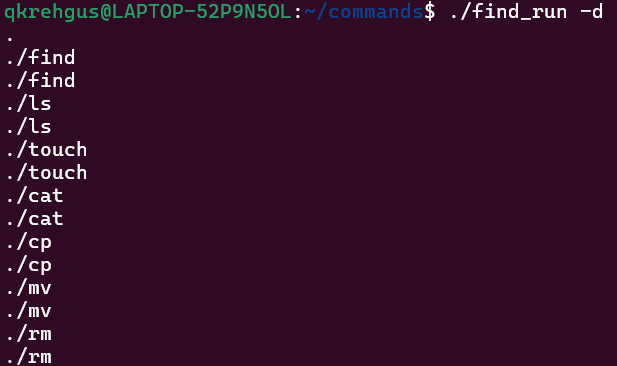 qkrehgus@LAPTOP-52P9N5OL:~/commands$ ./find_run -d
.
./find
./find
./ls
./ls
./touch
./touch
./cat
./cat
./cp
./cp
./mv
./mv
./rm
./rm